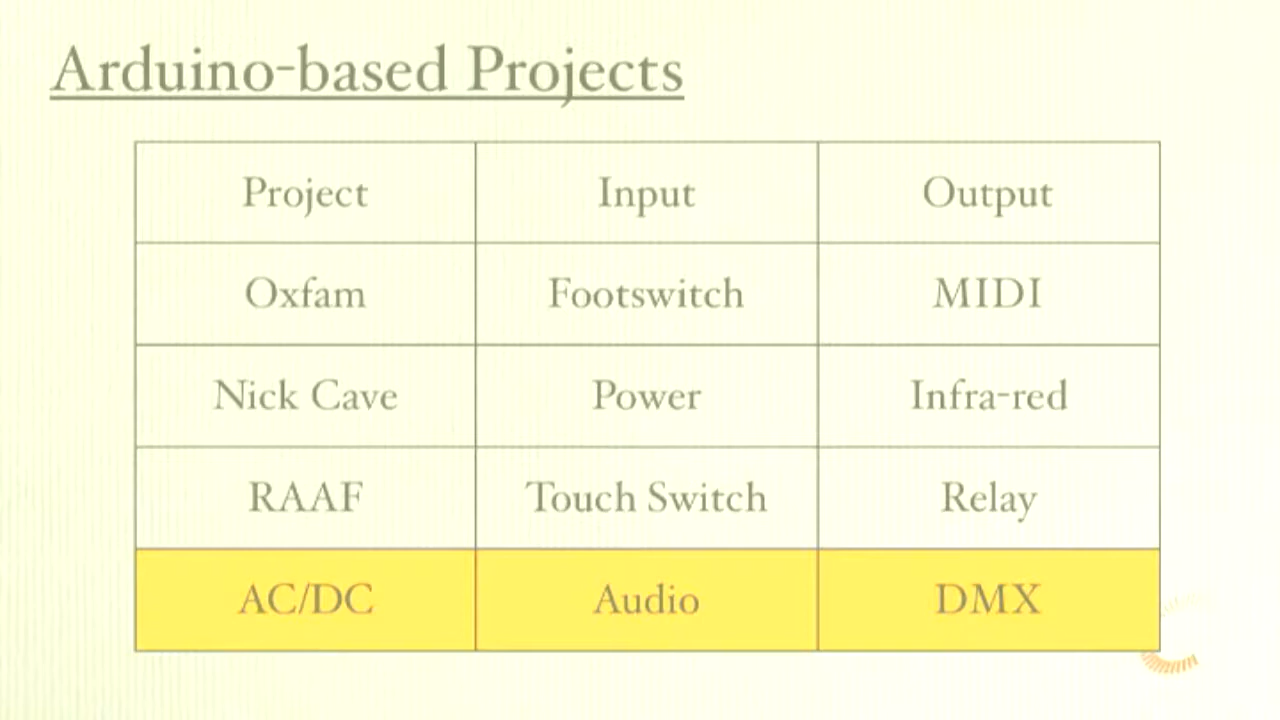 Arduino-based Projects
Project Input Output
Oxfam Footswitch MIDI
Nick Cave Power Infra-red
RAAF Touch Switch Relay
AC/DC Audio DMX